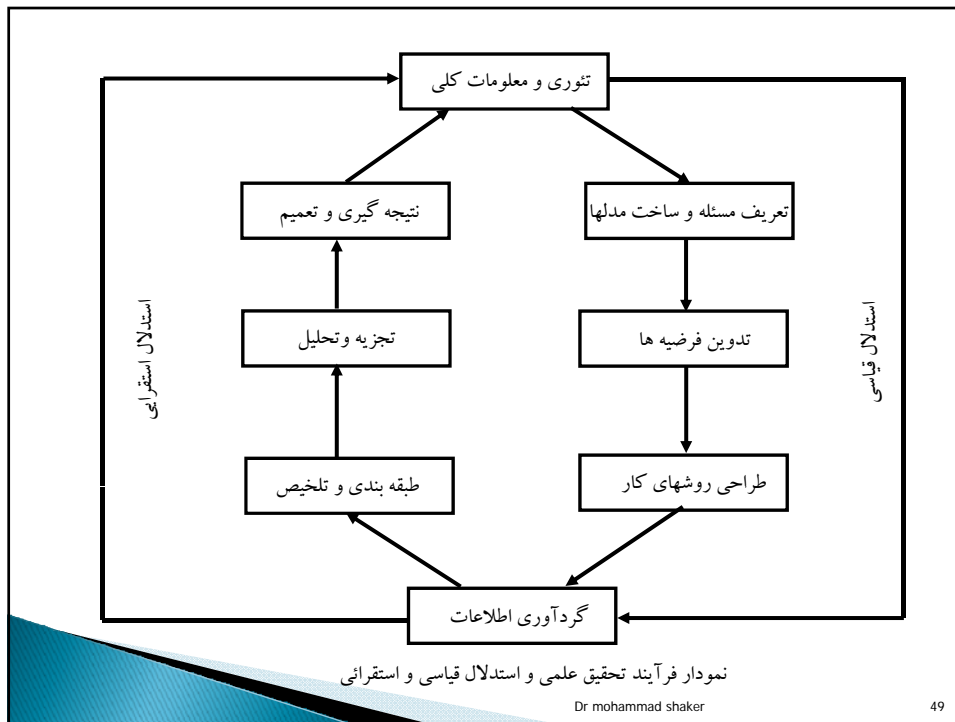 تئوری و معلومات کلی
تعریف مسئله و ساخت مدلها
نتیجه گیری و تعمیم
تدوین فرضیه ها
تجزیه وتحلیل
استدلال قیاسی
استدلال استقرایی
طراحی روشهای کار
طبقه بندی و تلخیص
گردآوری اطلاعات
نمودار فرآیند تحقیق علمی و استدلال قیاسی و استقرائی
Dr mohammad shaker
49